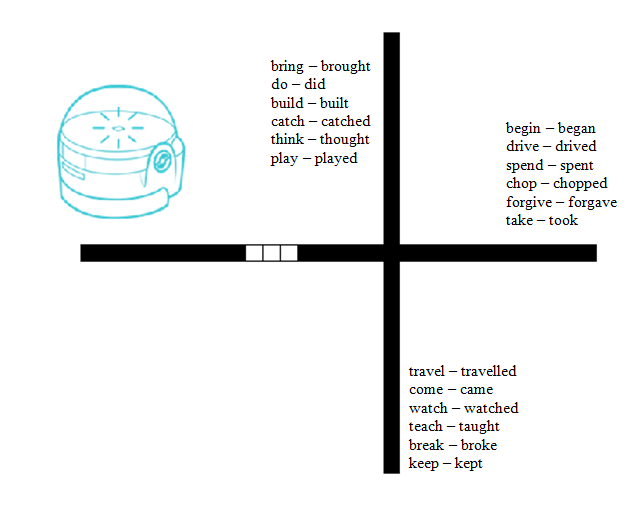 bring – brought
do – did
build – built
catch – catched
think – thought
play – played
begin – began
drive – drived
spend – spent
chop – chopped
forgive – forgave
take – took
travel – travelled
come – came
watch – watched
teach – taught
break – broke
keep – kept